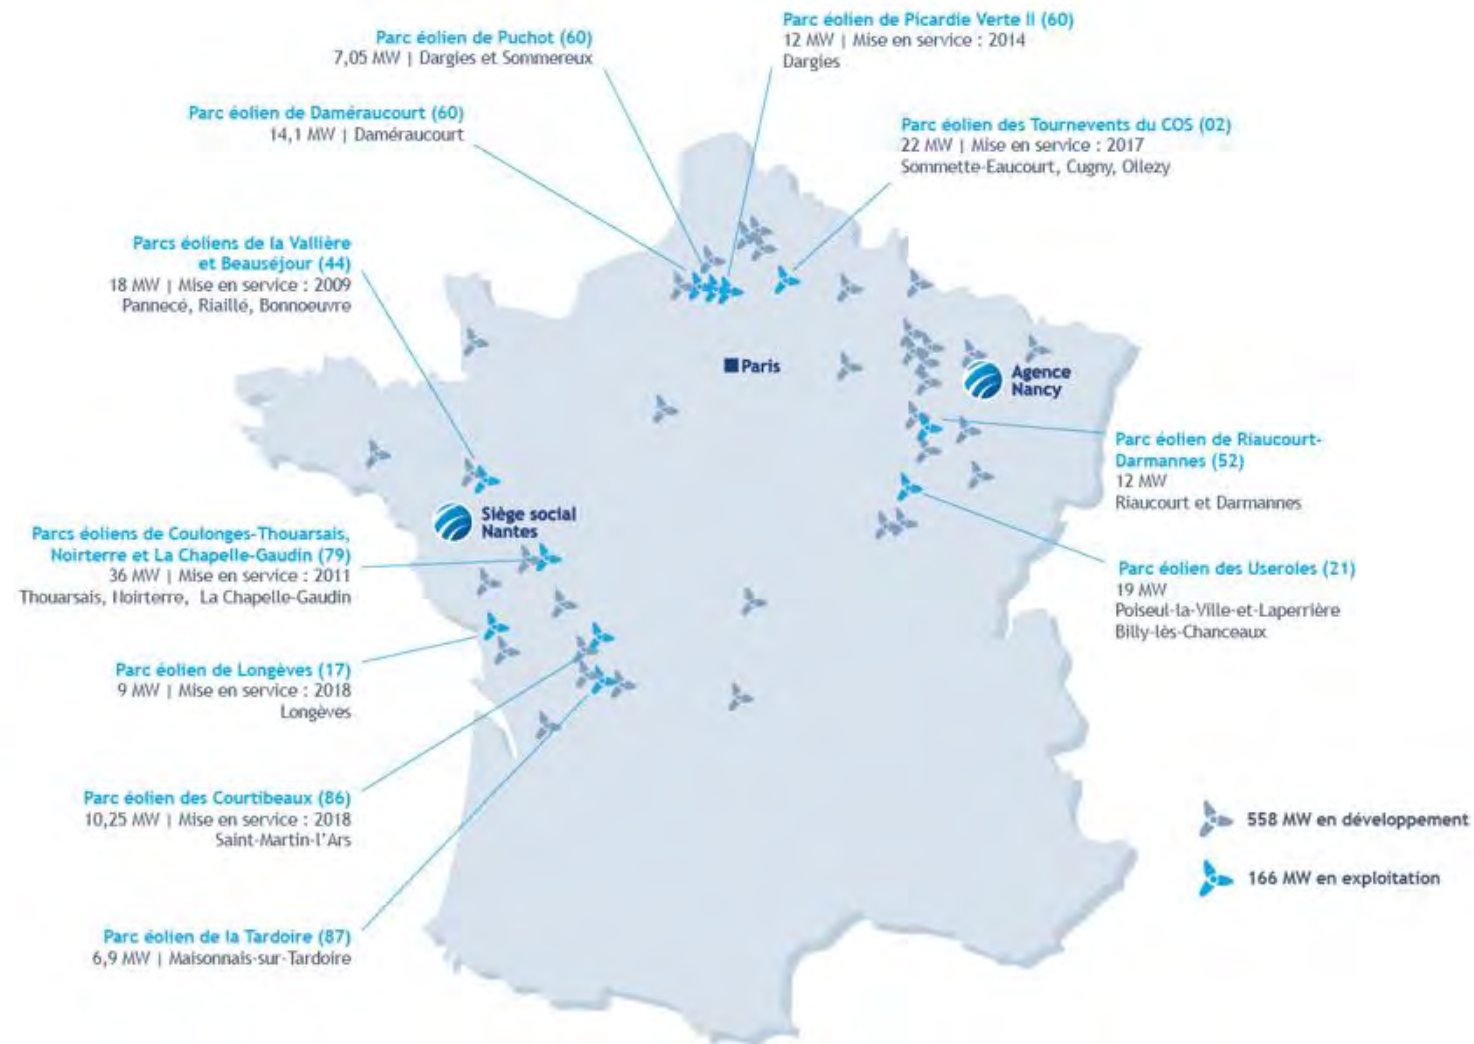 Parc éolien de Picardie Verte II (60)
12 MW | Mise en service : 2014
Dargies
Parc éolien de Puchot (60)
7,05 MW | Dargies et Sommereux
Parc éolien de Daméraucourt (60)
14,1 MW | Daméraucourt
Parc éolien des Tournevents du COS (02)
22 MW | Mise en service : 2017
Sommette-Eaucourt, Cugny, Ollezy
Parcs éoliens de la Vallière
et Beauséjour (44)
18 MW | Mise en service : 2009
Pannecé, Riaillé, Bonnoeuvre
Paris
Agence
Nancy
Parc éolien de Riaucourt-
Darmannes (52)
12 MW
Riaucourt et Darmannes
Siège social
Nantes
Parcs éoliens de Coulonges-Thouarsais,
Noirterre et La Chapelle-Gaudin (79)
36 MW | Mise en service : 2011
Thouarsais, Noirterre, La Chapelle-Gaudin
Parc éolien des Useroles (21)
19 MW
Poiseul-la-Ville-et-Laperrière
Billy-lès-Chanceaux
Parc éolien de Longèves (17)
9 MW | Mise en service : 2018
Longèves
Parc éolien des Courtibeaux (86)
10,25 MW | Mise en service : 2018
Saint-Martin-l'Ars
558 MW en développement
166 MW en exploitation
Parc éolien de la Tardoire (87)
6,9 MW | Maisonnais-sur-Tardoire